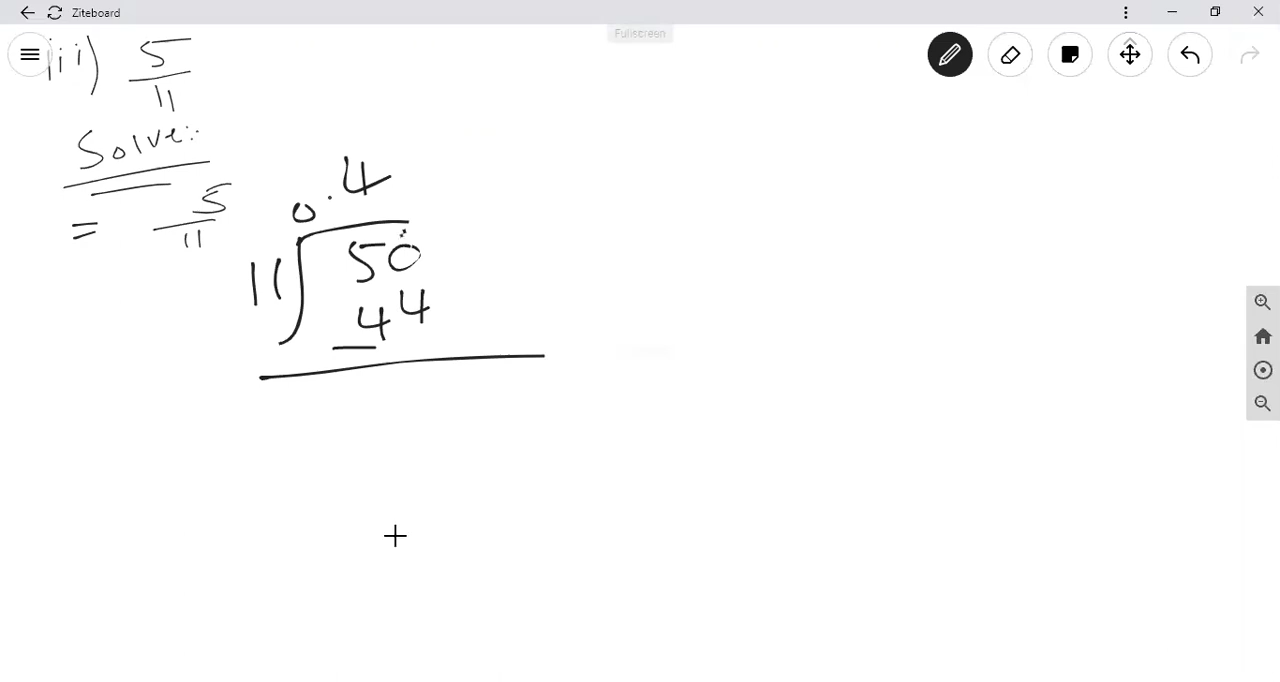 Ziteboard
Fullscreen
iii) 5/11
Solve:
= 5/11
0.4
11)50
44